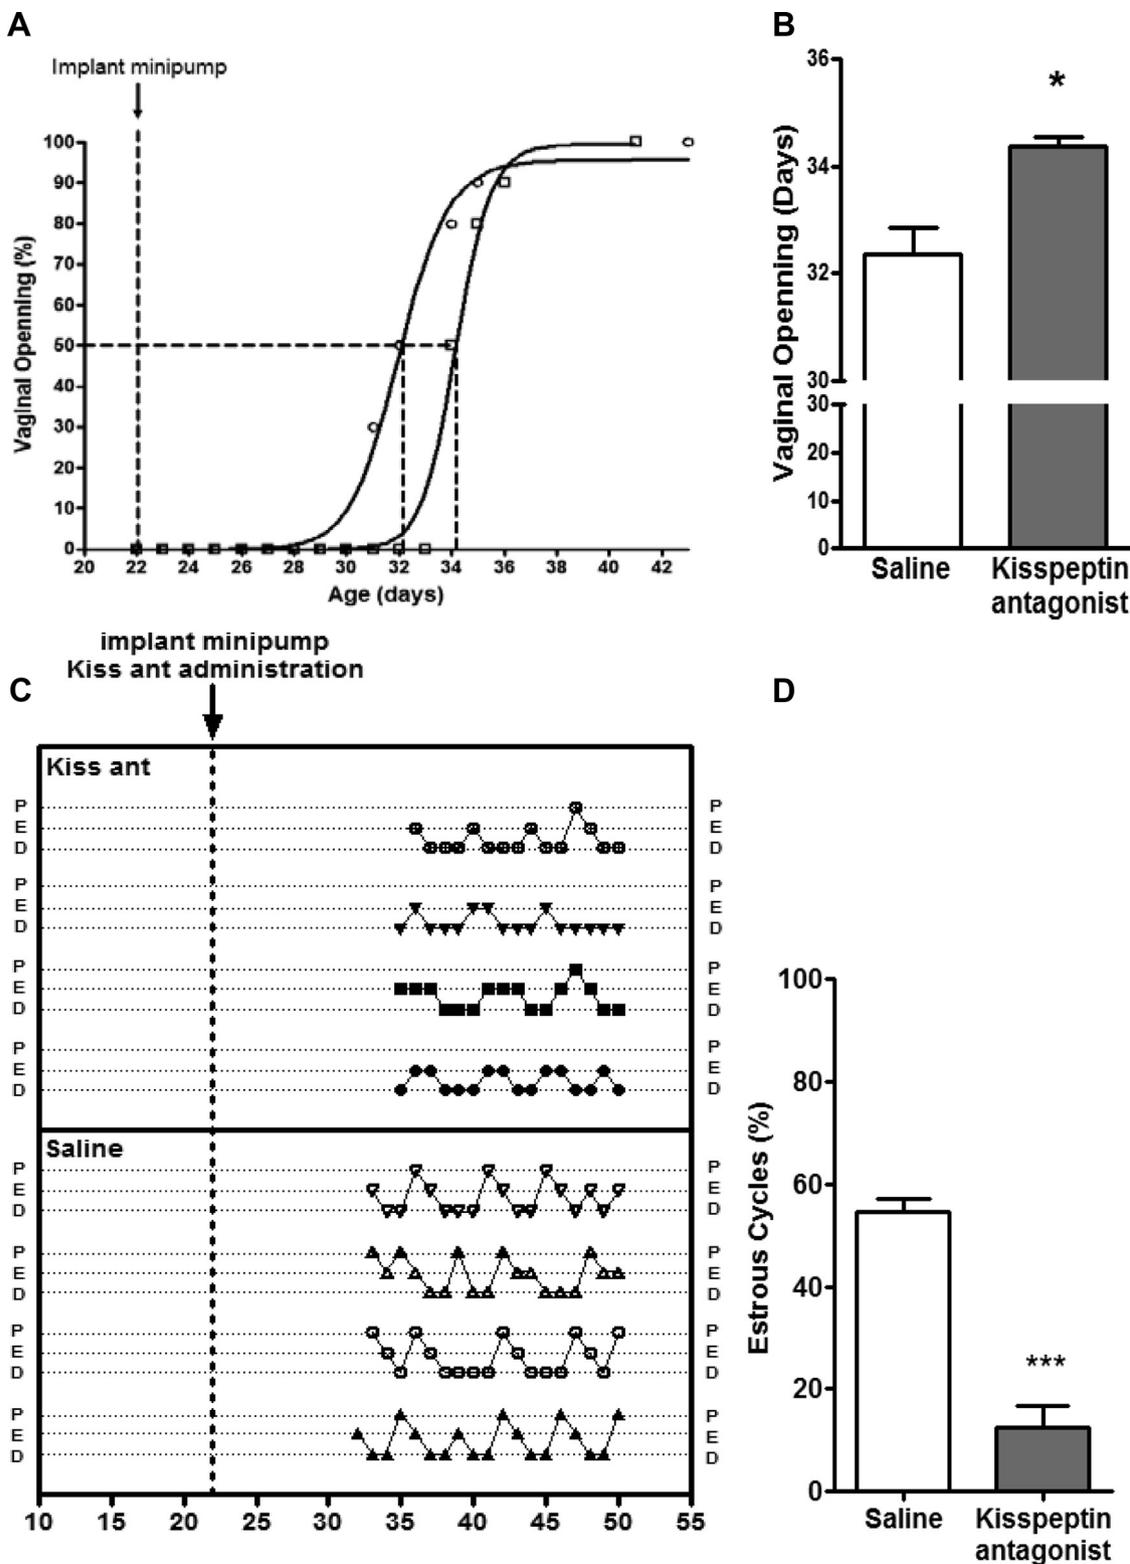 A
Implant minipump
Vaginal Openning (%)
100
90
80
70
60
50
40
30
20
10
0
20 22 24 26 28 30 32 34 36 38 40 42
Age (days)
B
Vaginal Openning (Days)
36
34
32
30
30
20
10
0
*
Saline
Kisspeptin
antagonist
implant minipump
Kiss ant administration
C
Kiss ant
P P
E E
D D
P P
E E
D D
P P
E E
D D
P P
E E
D D
Saline
P P
E E
D D
P P
E E
D D
P P
E E
D D
P P
E E
D D
10 15 20 25 30 35 40 45 50 55
D
Estrous Cycles (%)
100
80
60
40
20
0
***
Saline
Kisspeptin
antagonist